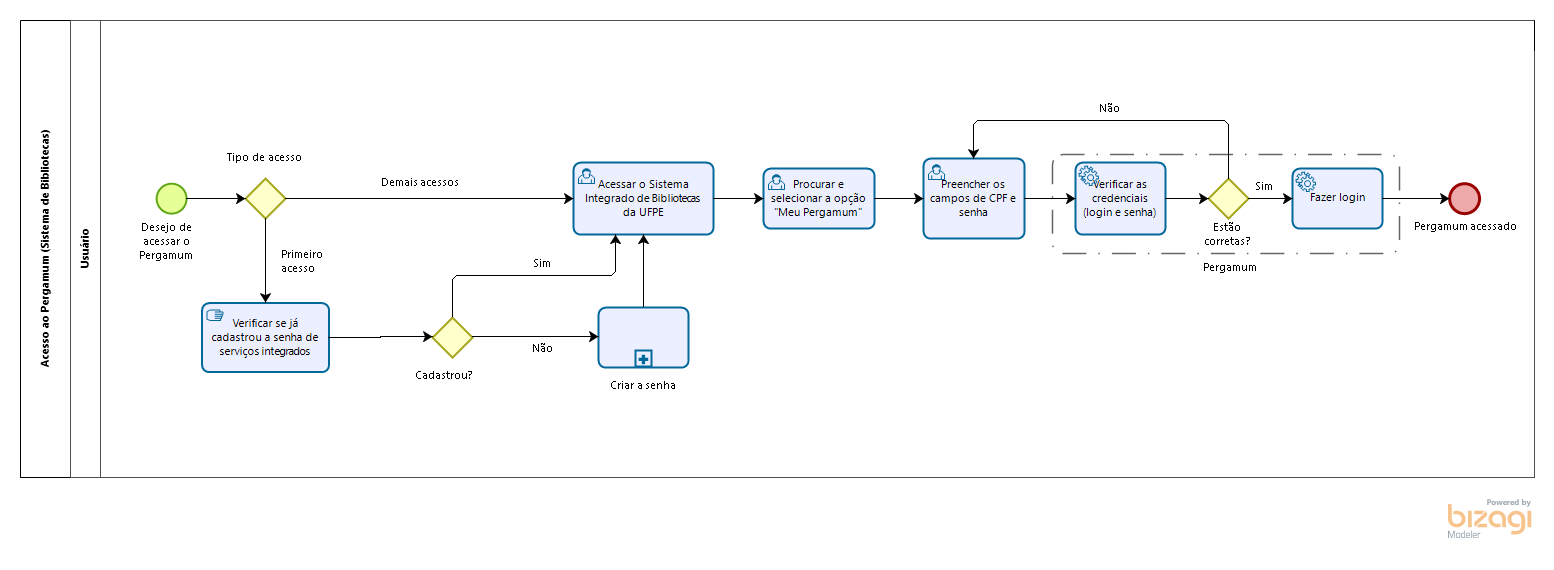 Acesso ao Pergamum (Sistema de Bibliotecas)
Usuário
Desejo de
acessar o
Pergamum
Tipo de acesso
Demais acessos
Primeiro
acesso
Verificar se já
cadastrou a senha de
serviços integrados
Cadastrou?
Sim
Não
Criar a senha
Acessar o Sistema
Integrado de Bibliotecas
da UFPE
Procurar e
selecionar a opção
"Meu Pergamum"
Preencher os
campos de CPF e
senha
Não
Verificar as
credenciais
(login e senha)
Estão
corretas?
Sim
Fazer login
Pergamum
Pergamum acessado
Powered by
bizagi
Modeler